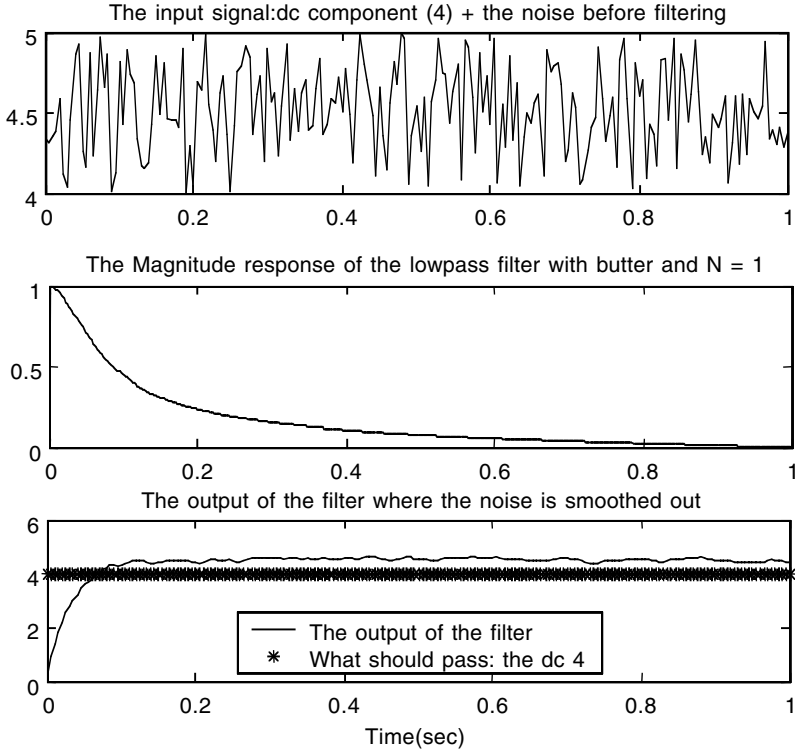 The input signal:dc component (4) + the noise before filtering
5
4.5
4
0 0.2 0.4 0.6 0.8 1
The Magnitude response of the lowpass filter with butter and N = 1
1
0.5
0
0 0.2 0.4 0.6 0.8 1
The output of the filter where the noise is smoothed out
6
4
2
0
The output of the filter
What should pass: the dc 4
0 0.2 0.4 0.6 0.8 1
Time(sec)